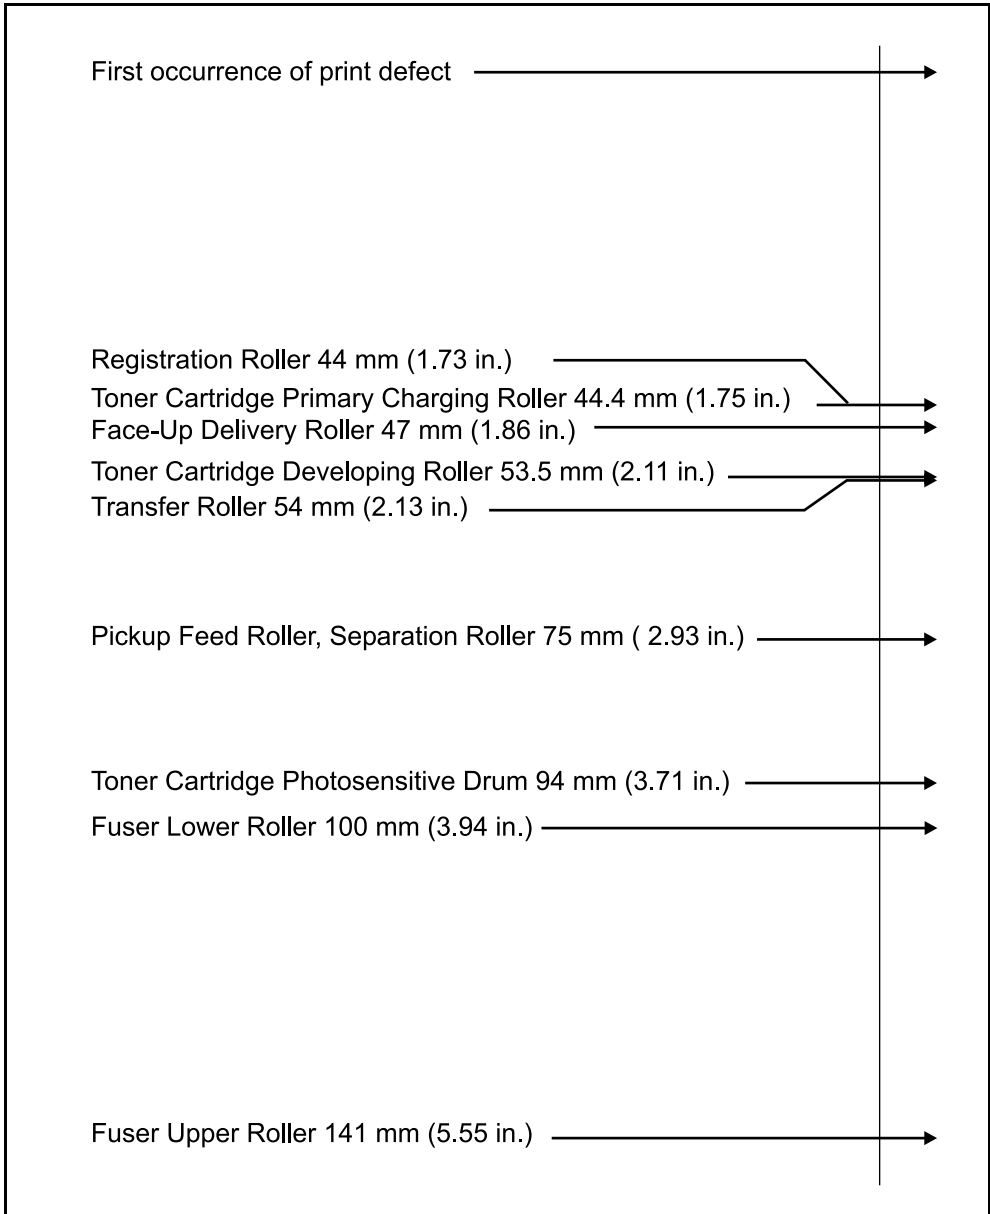 First occurrence of print defect
Registration Roller 44 mm (1.73 in.)
Toner Cartridge Primary Charging Roller 44.4 mm (1.75 in.)
Face-Up Delivery Roller 47 mm (1.86 in.)
Toner Cartridge Developing Roller 53.5 mm (2.11 in.)
Transfer Roller 54 mm (2.13 in.)
Pickup Feed Roller, Separation Roller 75 mm ( 2.93 in.)
Toner Cartridge Photosensitive Drum 94 mm (3.71 in.)
Fuser Lower Roller 100 mm (3.94 in.)
Fuser Upper Roller 141 mm (5.55 in.)